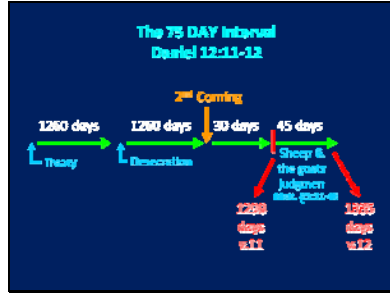 The 75 DAY Interval
Daniel 12:11-12
2nd Coming
1260 days
1260 days
30 days
45 days
Treaty
Desecration
Sheep &
the goats
Judgmen
1290
days
v.11
1335
days
v.12